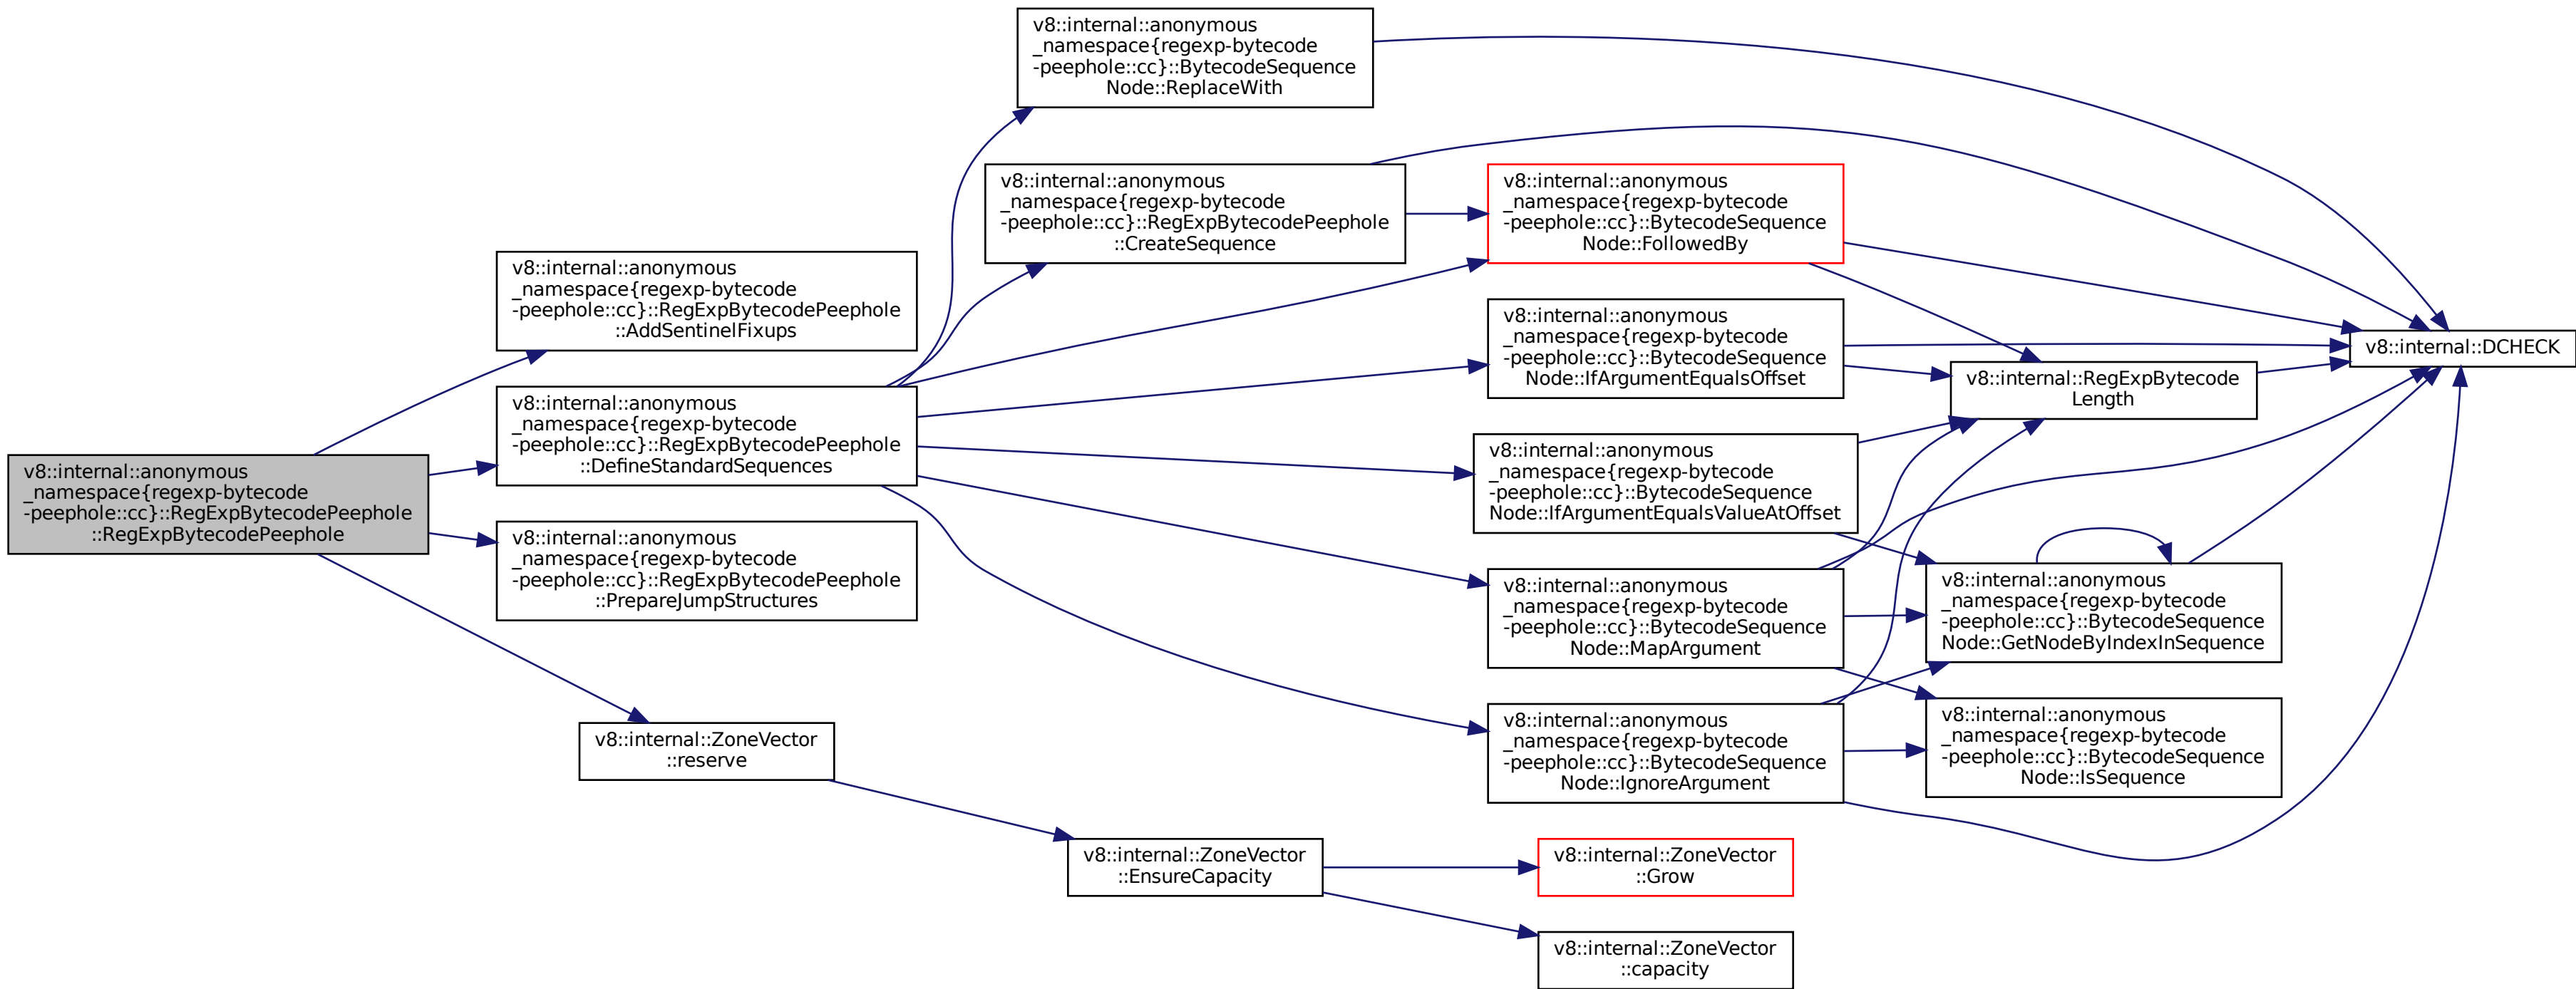 v8::internal::anonymous
_namespace{regexp-bytecode
-peephole::cc}::RegExpBytecodePeephole
::RegExpBytecodePeephole
v8::internal::anonymous
_namespace{regexp-bytecode
-peephole::cc}::RegExpBytecodePeephole
::AddSentinelFixups
v8::internal::anonymous
_namespace{regexp-bytecode
-peephole::cc}::RegExpBytecodePeephole
::DefineStandardSequences
v8::internal::anonymous
_namespace{regexp-bytecode
-peephole::cc}::RegExpBytecodePeephole
::PrepareJumpStructures
v8::internal::ZoneVector
::reserve
v8::internal::anonymous
_namespace{regexp-bytecode
-peephole::cc}::BytecodeSequence
Node::ReplaceWith
v8::internal::anonymous
_namespace{regexp-bytecode
-peephole::cc}::RegExpBytecodePeephole
::CreateSequence
v8::internal::ZoneVector
::EnsureCapacity
v8::internal::anonymous
_namespace{regexp-bytecode
-peephole::cc}::BytecodeSequence
Node::FollowedBy
v8::internal::anonymous
_namespace{regexp-bytecode
-peephole::cc}::BytecodeSequence
Node::IfArgumentEqualsOffset
v8::internal::anonymous
_namespace{regexp-bytecode
-peephole::cc}::BytecodeSequence
Node::IfArgumentEqualsValueAtOffset
v8::internal::anonymous
_namespace{regexp-bytecode
-peephole::cc}::BytecodeSequence
Node::MapArgument
v8::internal::anonymous
_namespace{regexp-bytecode
-peephole::cc}::BytecodeSequence
Node::IgnoreArgument
v8::internal::ZoneVector
::Grow
v8::internal::ZoneVector
::capacity
v8::internal::RegExpBytecode
Length
v8::internal::anonymous
_namespace{regexp-bytecode
-peephole::cc}::BytecodeSequence
Node::GetNodeByIndexInSequence
v8::internal::anonymous
_namespace{regexp-bytecode
-peephole::cc}::BytecodeSequence
Node::IsSequence
v8::internal::DCHECK